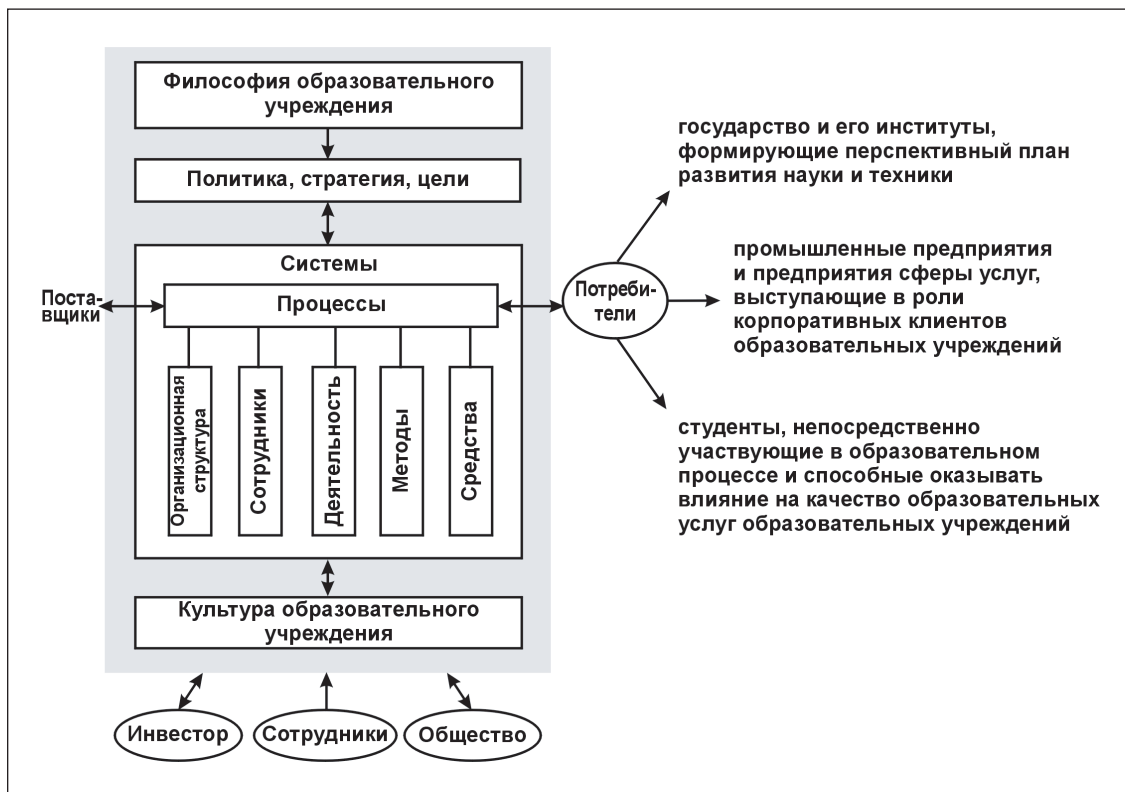 Философия образовательного
учреждения
Политика, стратегия, цели
Системы
Процессы
Поста-
вщики
Организационная
структура
Сотрудники
Деятельность
Методы
Средства
Культура образовательного
учреждения
Инвестор
Сотрудники
Общество
Потреби-
тели
государство и его институты,
формирующие перспективный план
развития науки и техники
промышленные предприятия
и предприятия сферы услуг,
выступающие в роли
корпоративных клиентов
образовательных учреждений
студенты, непосредственно
участвующие в образовательном
процессе и способные оказывать
влияние на качество образовательных
услуг образовательных учреждений